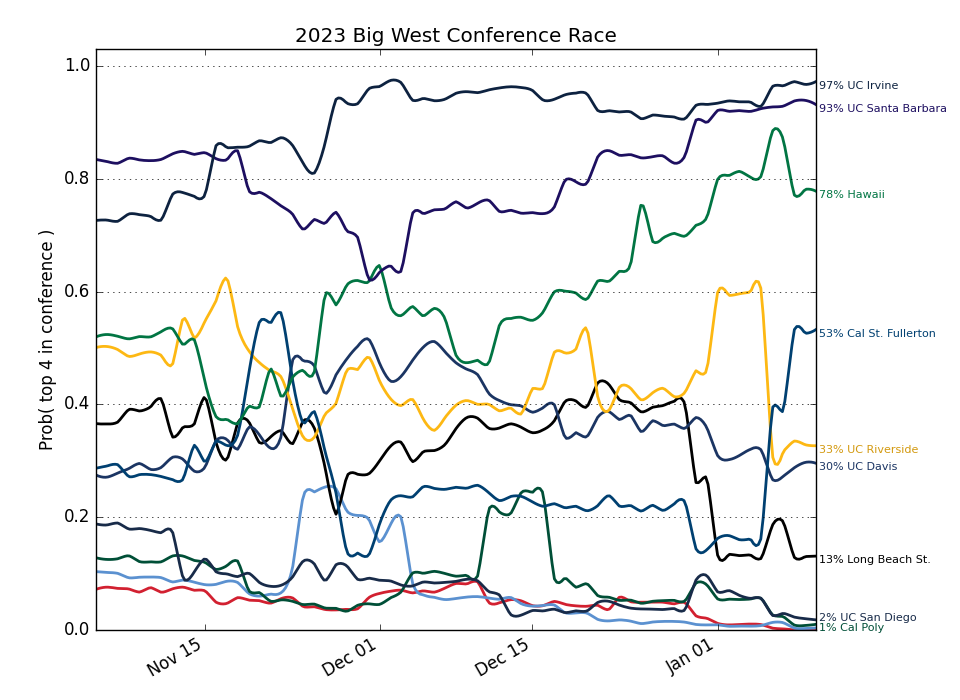 2023 Big West Conference Race
Prob( top 4 in conference )
1.0
0.8
0.6
0.4
0.2
0.0
Nov 15
Dec 01
Dec 15
Jan 01
97% UC Irvine
93% UC Santa Barbara
78% Hawaii
53% Cal St. Fullerton
33% UC Riverside
30% UC Davis
13% Long Beach St.
2% UC San Diego
1% Cal Poly